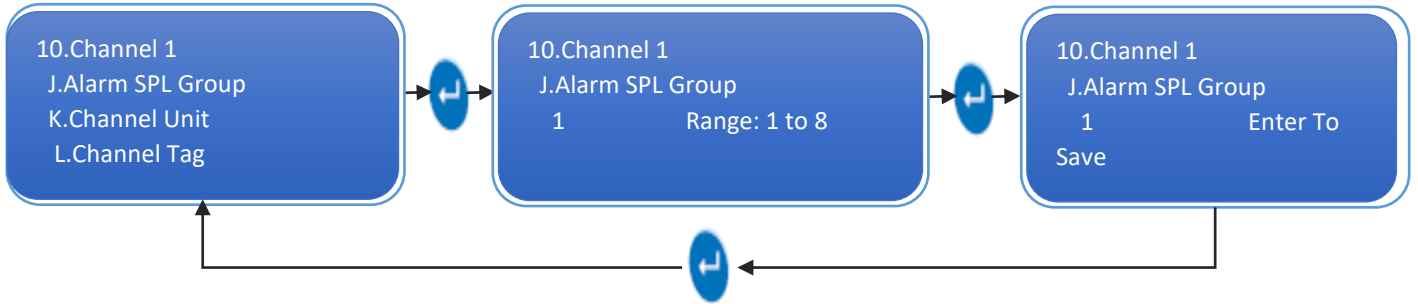 10.Channel 1
J.Alarm SPL Group
K.Channel Unit
L.Channel Tag
10.Channel 1
J.Alarm SPL Group
1 Range: 1 to 8
10.Channel 1
J.Alarm SPL Group
1 Enter To
Save